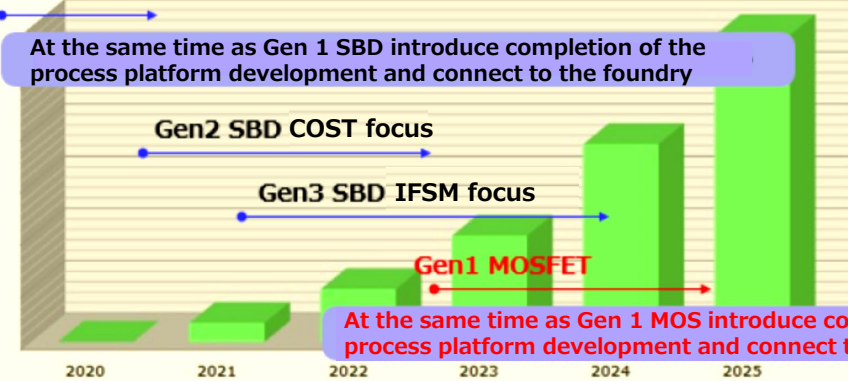 At the same time as Gen 1 SBD introduce completion of the
process platform development and connect to the foundry
Gen2 SBD COST focus
Gen3 SBD IFSM focus
Gen1 MOSFET
At the same time as Gen 1 MOS introduce co
process platform development and connect t
2020 2021 2022 2023 2024 2025